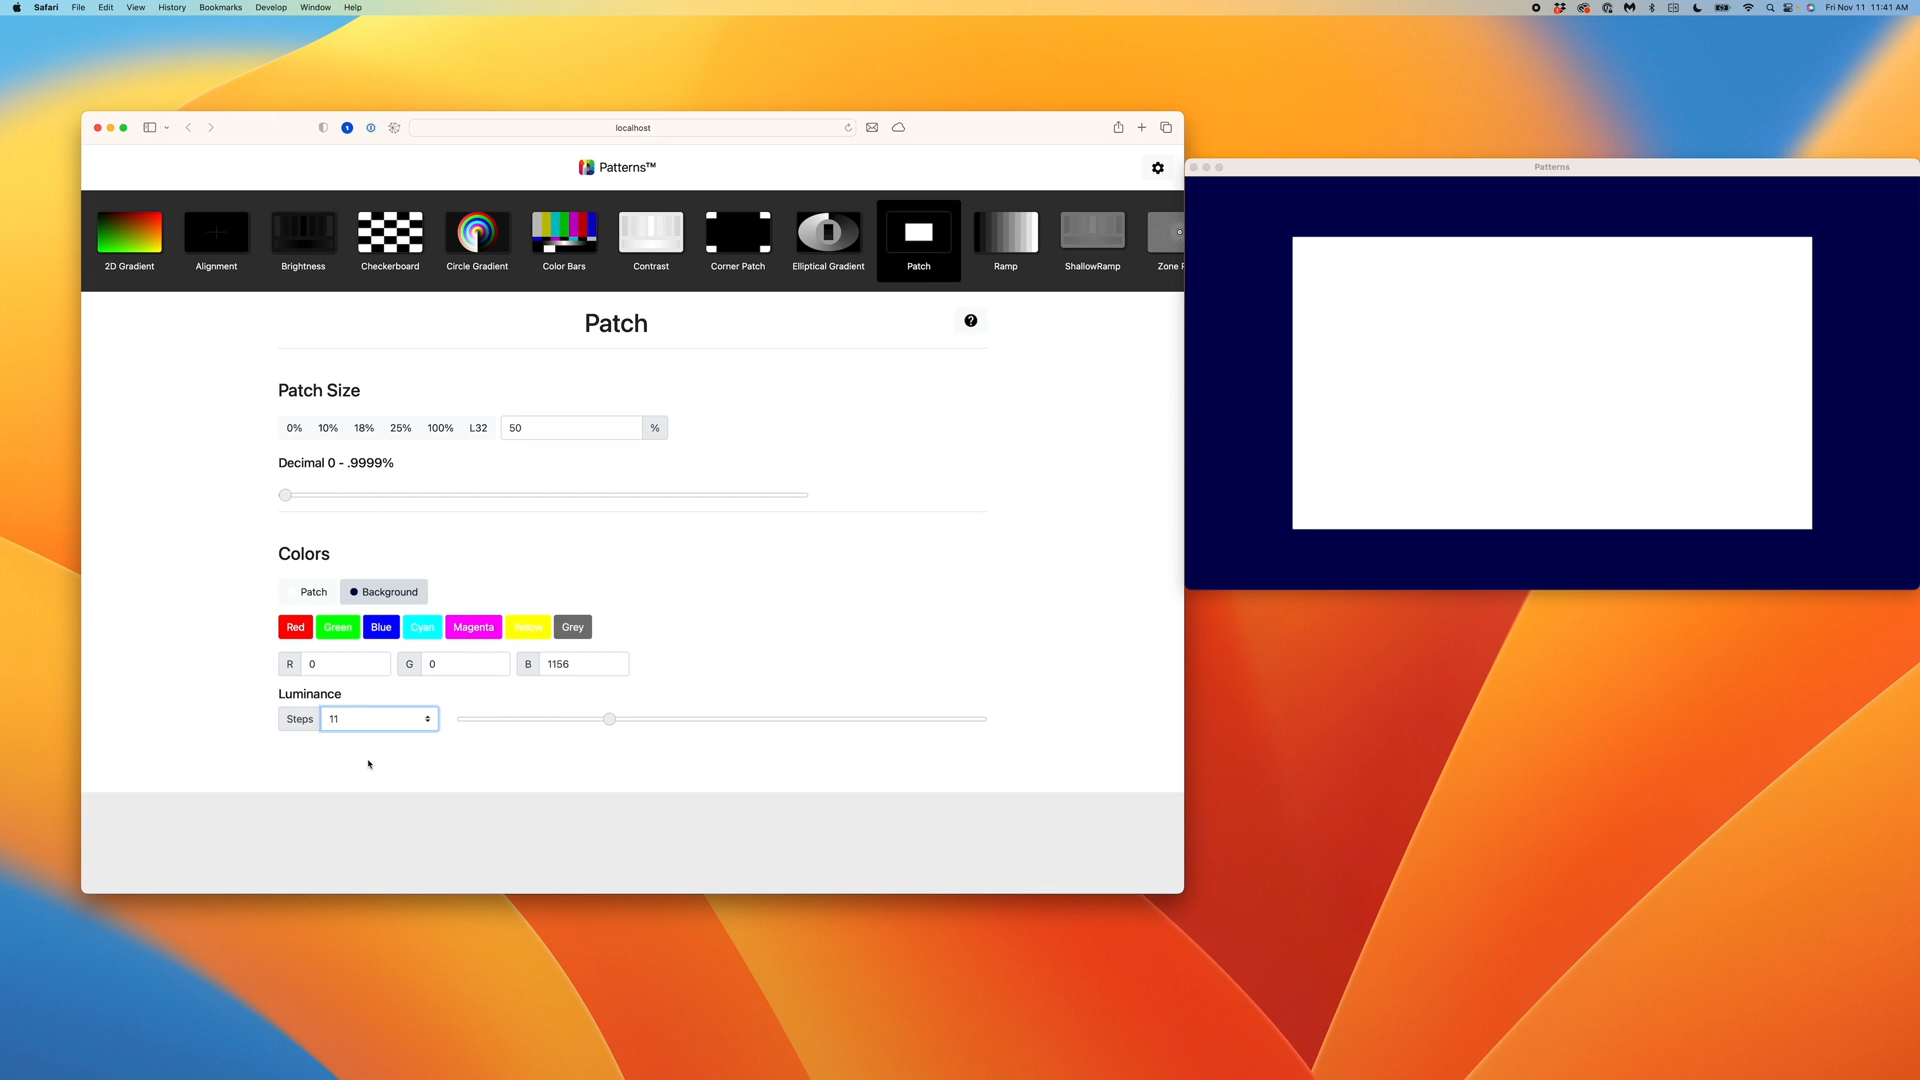 Safari File Edit View History Bookmarks Develop Window Help Fri Nov 11 11:41 AM
localhost
Patterns™
Patterns
2D Gradient Alignment Brightness Checkerboard Circle Gradient Color Bars Contrast Corner Patch Elliptical Gradient Patch Ramp ShallowRamp Zone P
Patch
Patch Size
0% 10% 18% 25% 100% L32 50 %
Decimal 0 - .9999%
Colors
Patch Background
Red Green Blue Cyan Magenta Yellow Grey
R 0 G 0 B 1156
Luminance
Steps 11